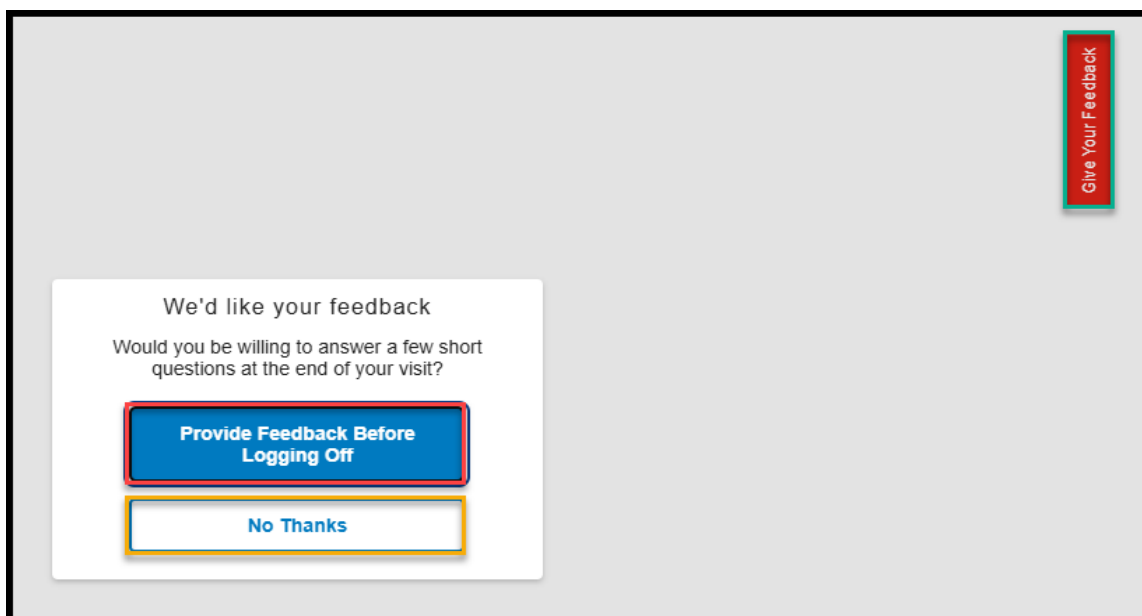 Give Your Feedback
We'd like your feedback
Would you be willing to answer a few short
questions at the end of your visit?
Provide Feedback Before
Logging Off
No Thanks